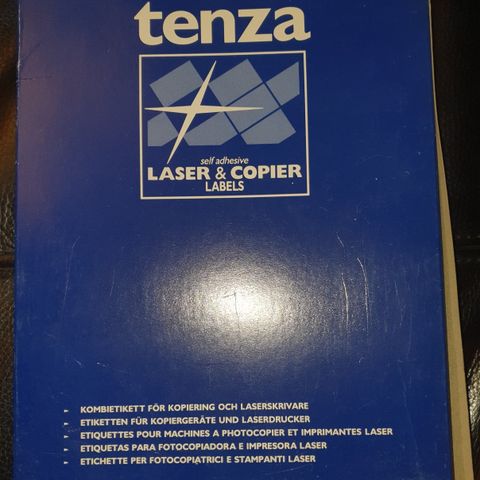 tenza
self adhesive
LASER & COPIER
LABELS
KOMBIETIKETT FÖR KOPIERING OCH LASERSKRIVARE
ETIKETTEN FÜR KOPIERGERÄTE UND LASERDRUCKER
ETIQUETTES POUR MACHINES A PHOTOCOPIER ET IMPRIMANTES LASER
ETIQUETAS PARA FOTOCOPIADORA E IMPRESORA LASER
ETICHETTE PER FOTOCOPIATRICI E STAMPANTI LASER